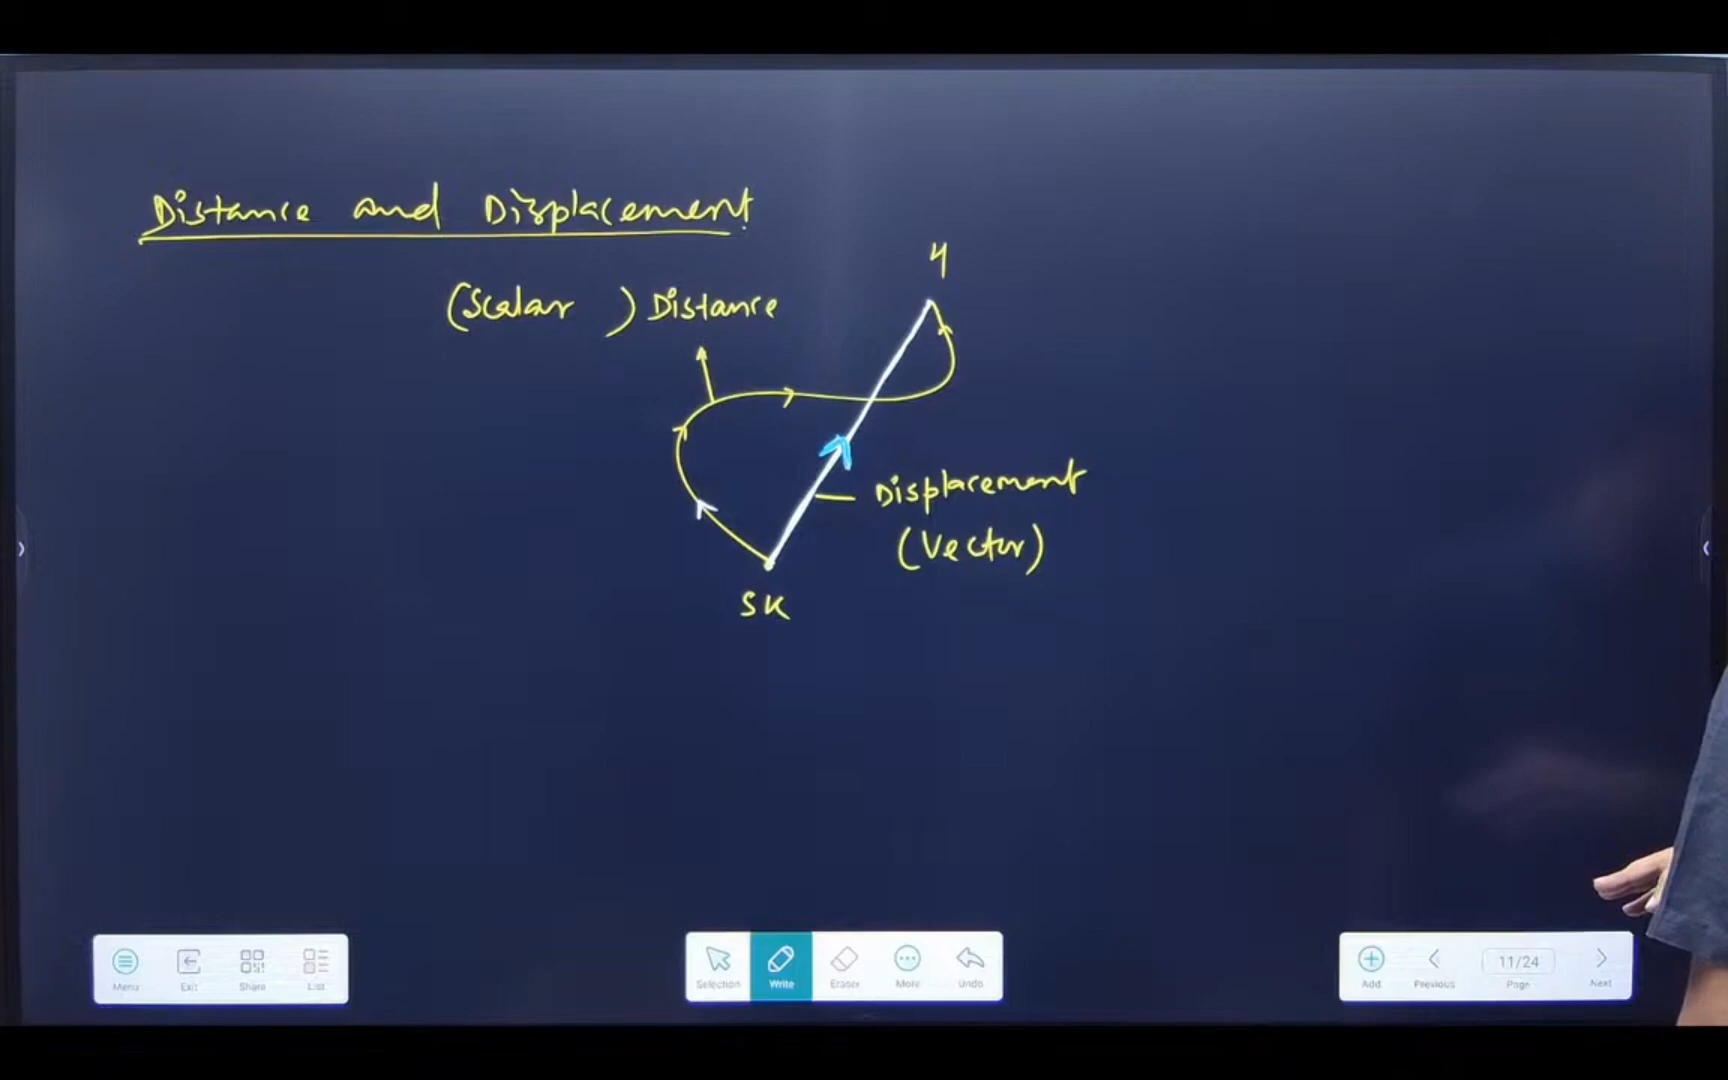 Distance and Displacement
4
(Scalar ) Distance
Displacement
(Vector)
SK
Menu Exit Share List
Selection Write Eraser More Undo
Add Previous 11/24 Page Next